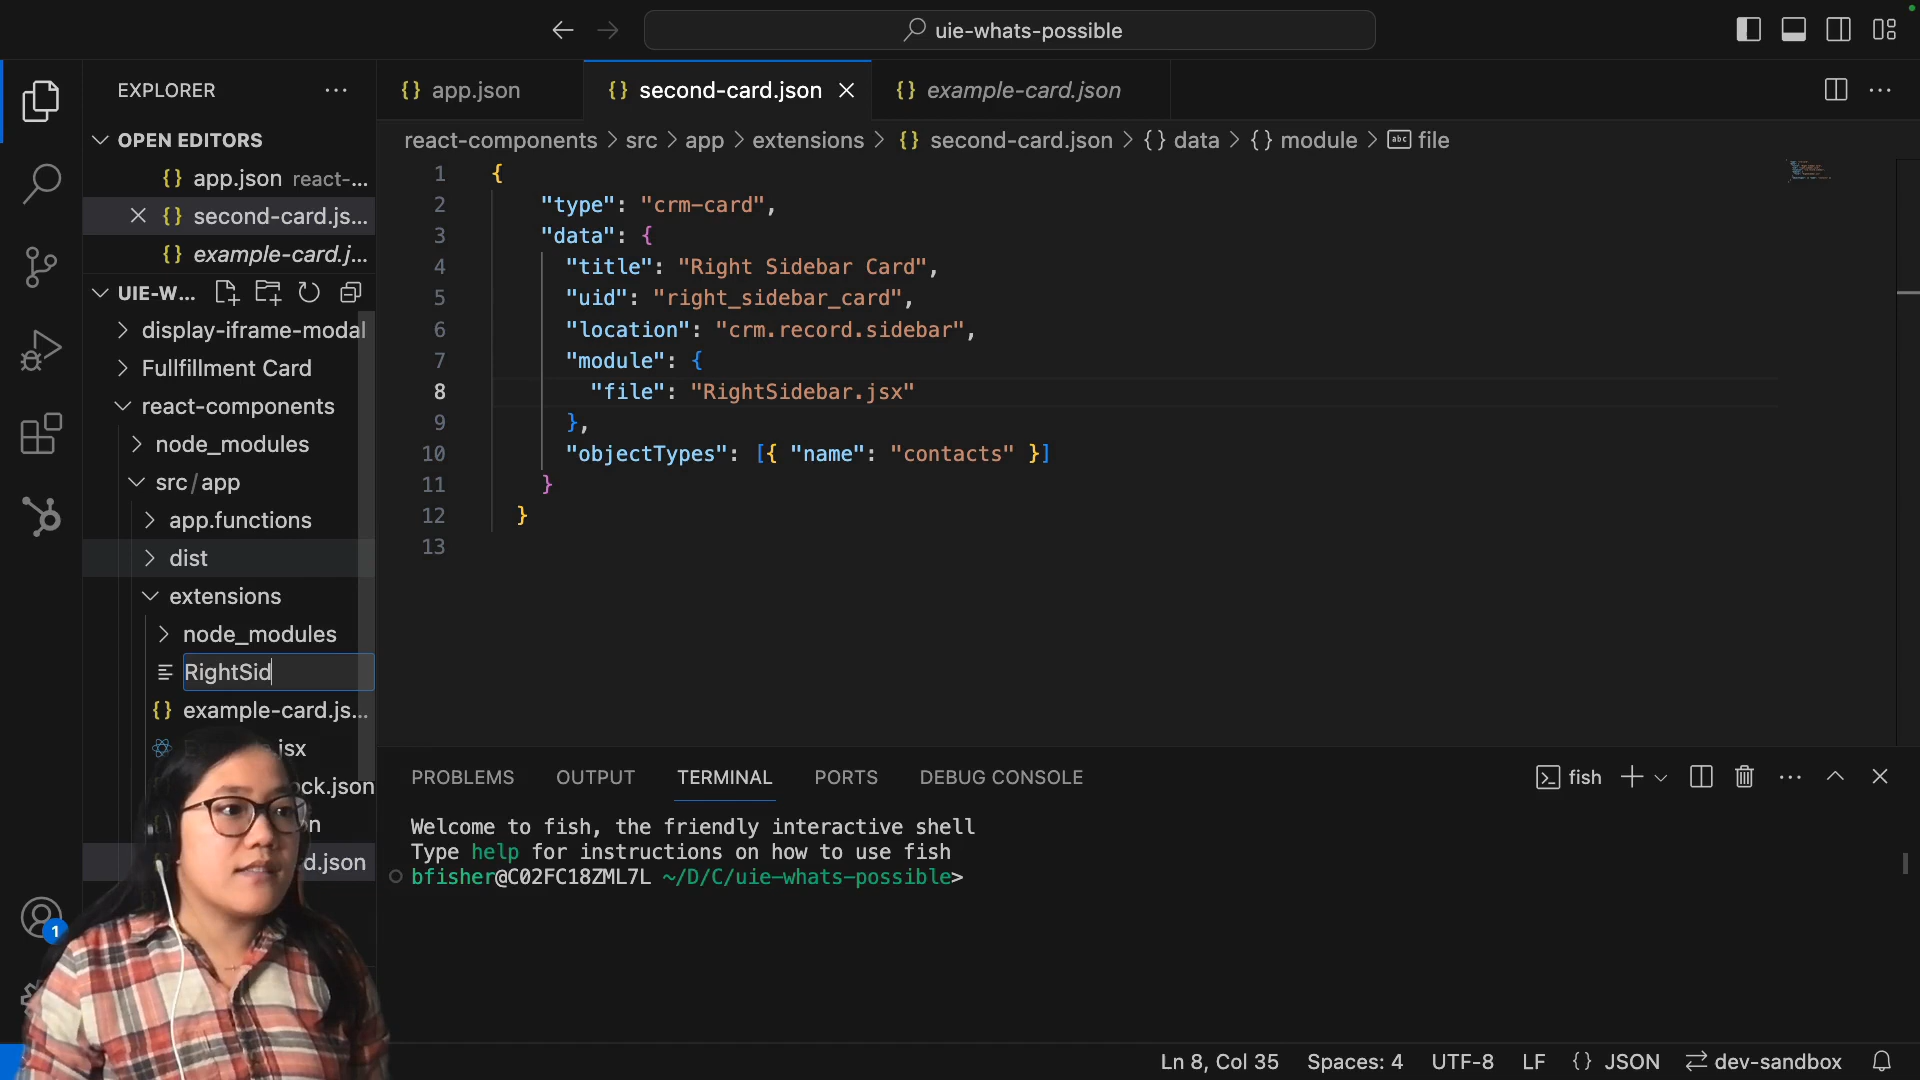 uie-whats-possible
EXPLORER
OPEN EDITORS
app.json react-...
second-card.js...
example-card.j...
UIE-W...
display-iframe-modal
Fullfillment Card
react-components
node_modules
src/app
app.functions
dist
extensions
node_modules
RightSid
example-card.js...
jsx
ock.json
d.json
1
app.json
second-card.json
example-card.json
react-components > src > app > extensions > {} second-card.json > {} data > {} module > abc file
1 {
2 "type": "crm-card",
3 "data": {
4 "title": "Right Sidebar Card",
5 "uid": "right_sidebar_card",
6 "location": "crm.record.sidebar",
7 "module": {
8 "file": "RightSidebar.jsx"
9 },
10 "objectTypes": [{ "name": "contacts" }]
11 }
12 }
13
PROBLEMS OUTPUT TERMINAL PORTS DEBUG CONSOLE
fish
Welcome to fish, the friendly interactive shell
Type help for instructions on how to use fish
bfisher@C02FC18ZML7L ~/D/C/uie-whats-possible>
Ln 8, Col 35 Spaces: 4 UTF-8 LF {} JSON dev-sandbox